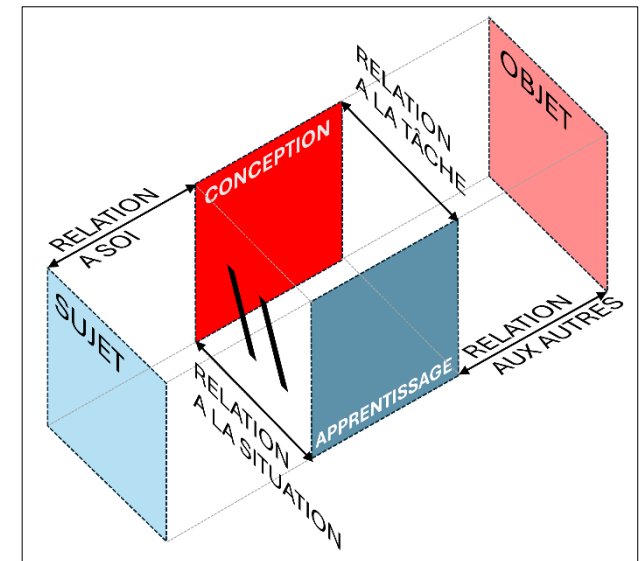 OBJET
RELATION
A LA TÂCHE
CONCEPTION
RELATION
A SOI
SUJET
RELATION
AUX AUTRES
RELATION
A LA SITUATION
APPRENTISSAGE